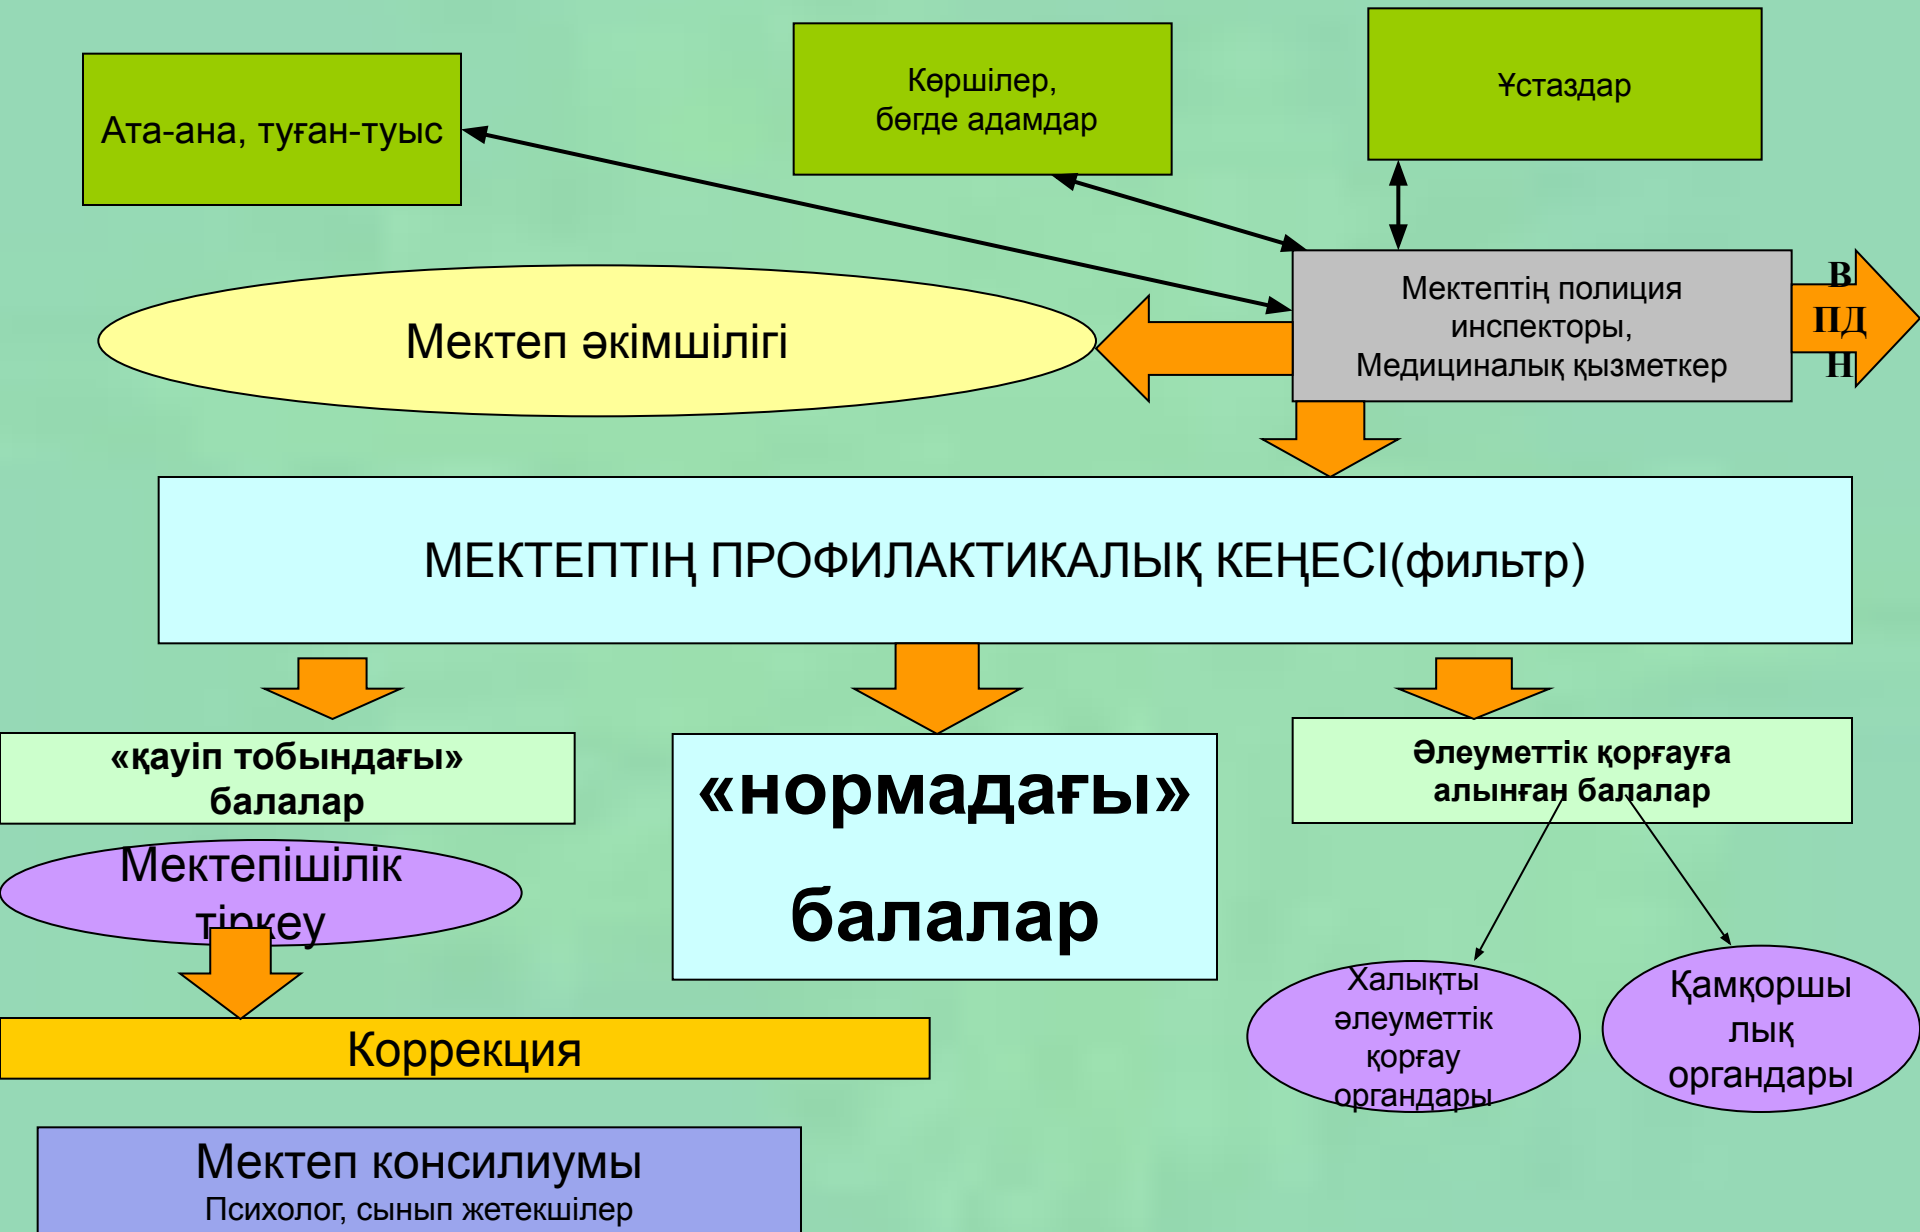 Ата-ана, туған-туыс
Көршілер,
бөгде адамдар
Ұстаздар
Мектеп әкімшілігі
Мектептің полиция
инспекторы,
Медициналық қызметкер
В
ПД
Н
МЕКТЕПТІҢ ПРОФИЛАКТИКАЛЫҚ КЕҢЕСІ(фильтр)
«қауіп тобындағы»
балалар
«нормадағы»
балалар
Әлеуметтік қорғауға
алынған балалар
Мектепішілік
тіркеу
Коррекция
Халықты
әлеуметтік
қорғау
органдары
Қамқоршы
лық
органдары
Мектеп консилиумы
Психолог, сынып жетекшілер